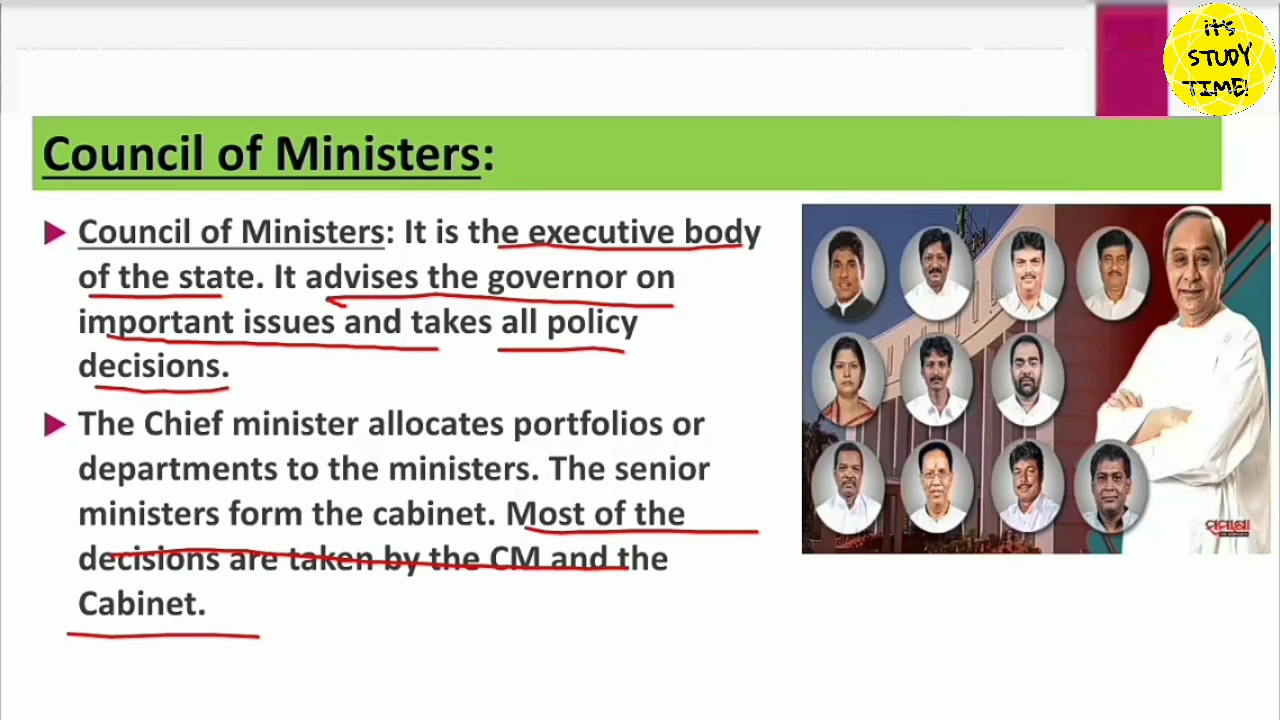 it's
STUDY
TIME!
Council of Ministers:
Council of Ministers: It is the executive body
of the state. It advises the governor on
important issues and takes all policy
decisions.
The Chief minister allocates portfolios or
departments to the ministers. The senior
ministers form the cabinet. Most of the
decisions are taken by the CM and the
Cabinet.